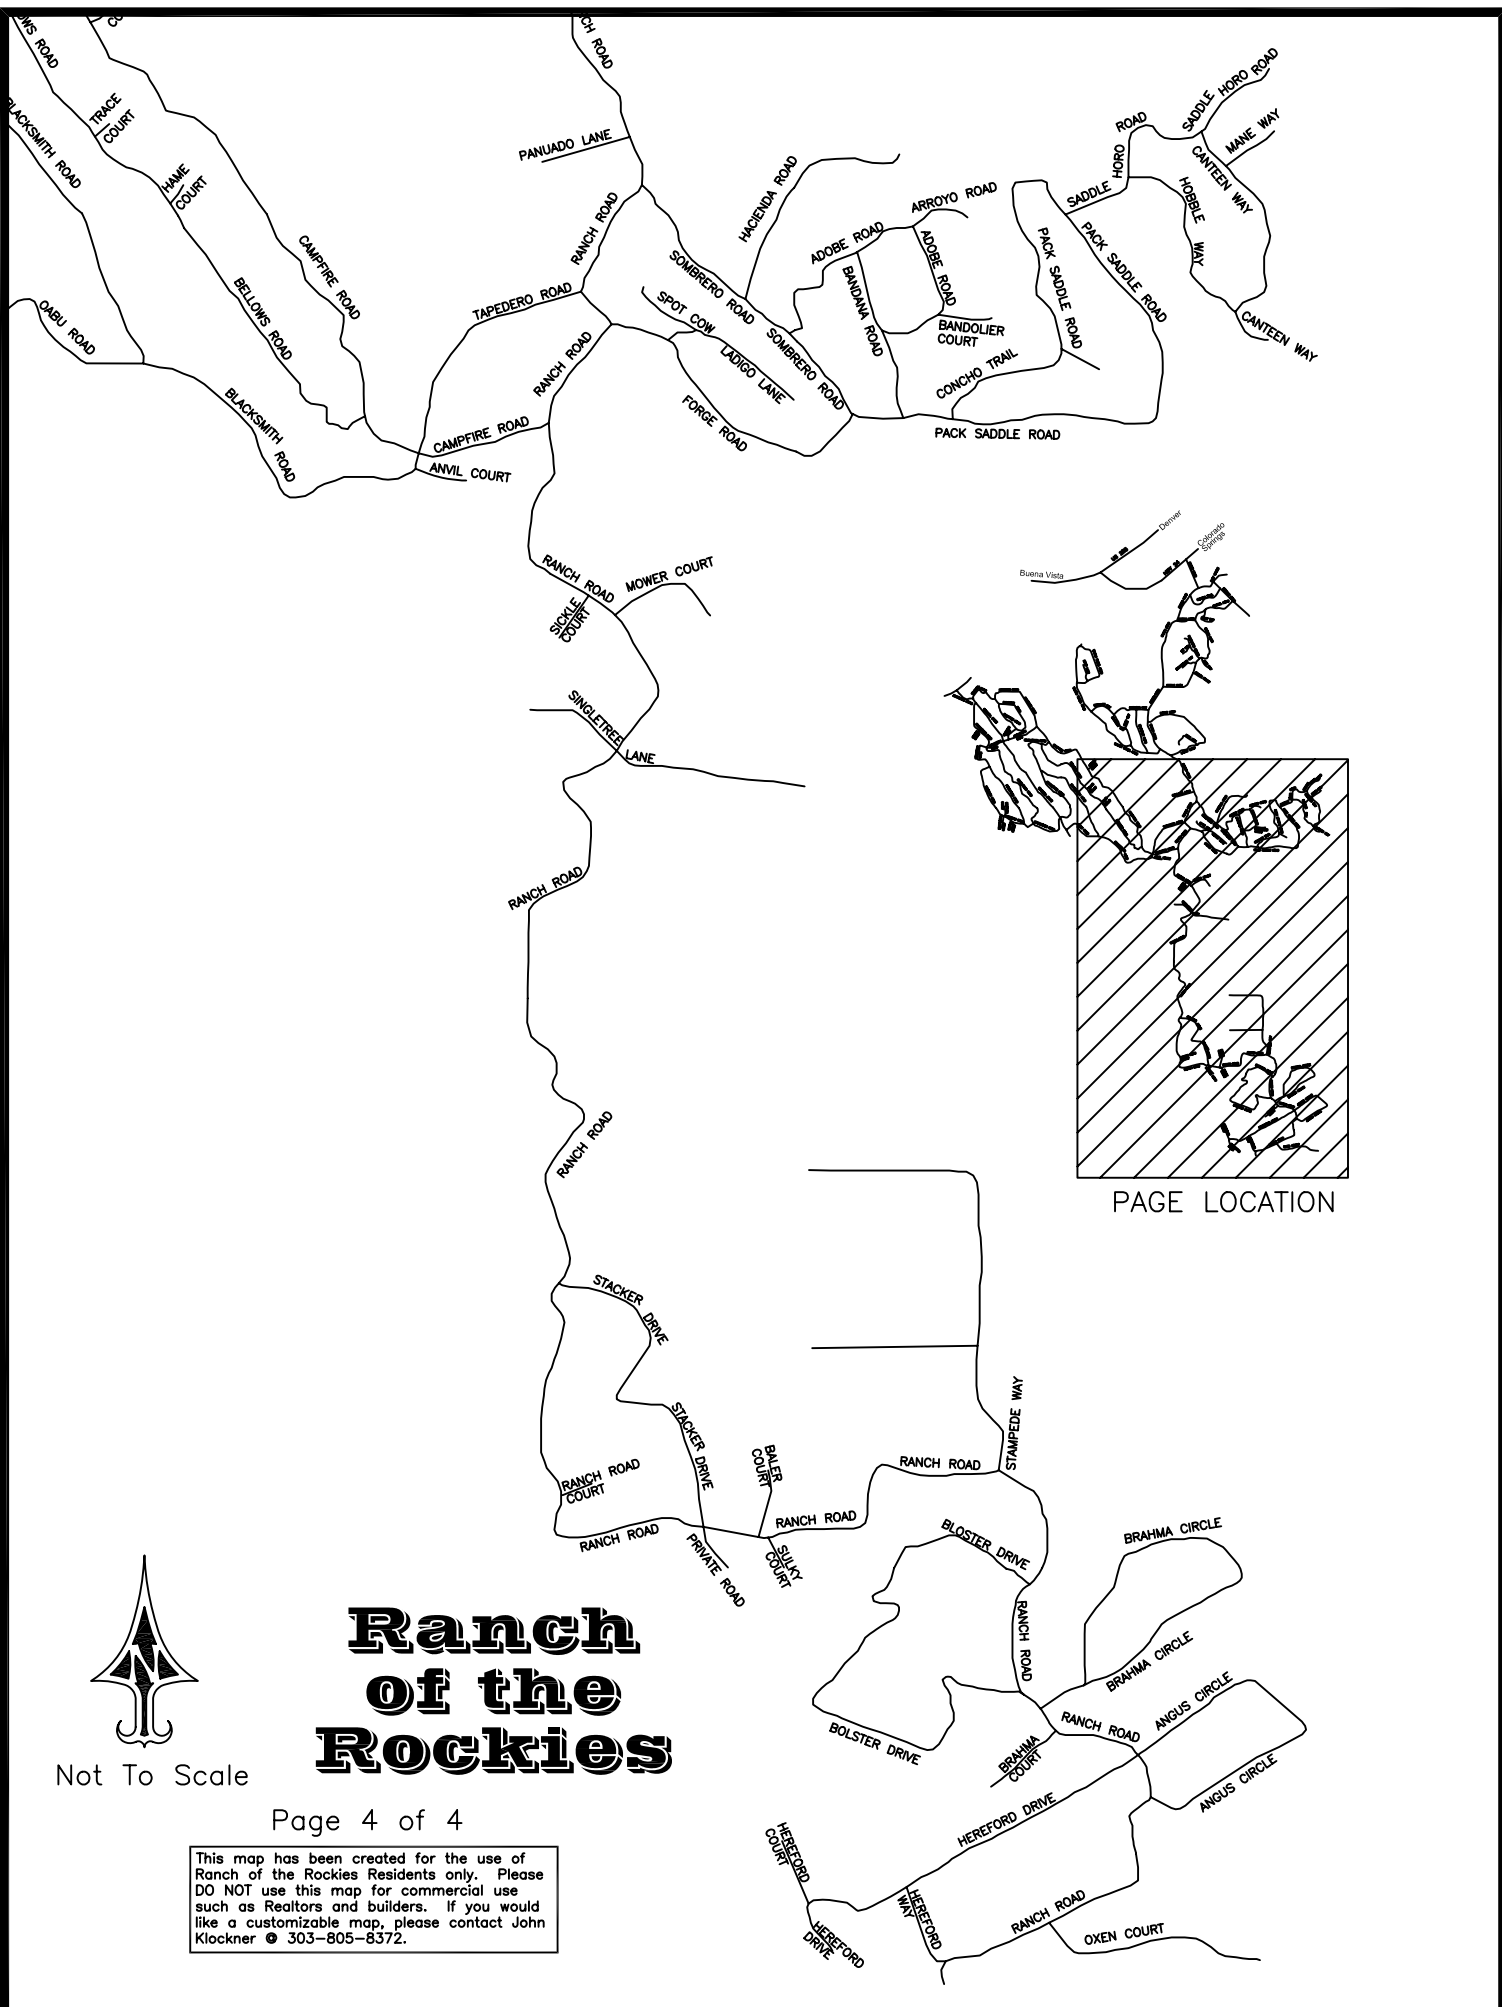 CH ROAD
OWS ROAD
CO
TRACE
COURT
BLACKSMITH ROAD
HAME
COURT
PANUADO LANE
HACIENDA ROAD
RANCH ROAD
SADDLE HORO ROAD
MANE WAY
CANTEEN WAY
SADDLE HORO ROAD
HOBBLE WAY
ARROYO ROAD
ADOBE ROAD
ADOBE ROAD
BANDANA ROAD
BANDOLIER
COURT
PACK SADDLE ROAD
PACK SADDLE ROAD
CANTEEN WAY
CONCHO TRAIL
PACK SADDLE ROAD
CAMPFIRE ROAD
BELLOWS ROAD
OABU ROAD
TAPEDERO ROAD
SOMBRERO ROAD
SPOT COW
SOMBRERO ROAD
LADIGO LANE
RANCH ROAD
FORGE ROAD
BLACKSMITH ROAD
CAMPFIRE ROAD
ANVIL COURT
Denver
Colorado
Springs
Buena Vista
RANCH ROAD
MOWER COURT
SICKLE
COURT
SINGLETREE LANE
RANCH ROAD
RANCH ROAD
PAGE LOCATION
STACKER DRIVE
STACKER DRIVE
STAMPEDE WAY
BALER
COURT
RANCH ROAD
RANCH ROAD
COURT
RANCH ROAD
RANCH ROAD
SULKY
COURT
PRIVATE ROAD
BLOSTER DRIVE
BRAHMA CIRCLE
RANCH ROAD
BRAHMA CIRCLE
ANGUS CIRCLE
RANCH ROAD
BOLSTER DRIVE
BRAHMA
COURT
ANGUS CIRCLE
HEREFORD DRIVE
HEREFORD
COURT
HEREFORD
WAY
HEREFORD
DRIVE
RANCH ROAD
OXEN COURT
N
Not To Scale
Ranch
of the
Rockies
Page 4 of 4
This map has been created for the use of
Ranch of the Rockies Residents only. Please
DO NOT use this map for commercial use
such as Realtors and builders. If you would
like a customizable map, please contact John
Klockner @ 303-805-8372.